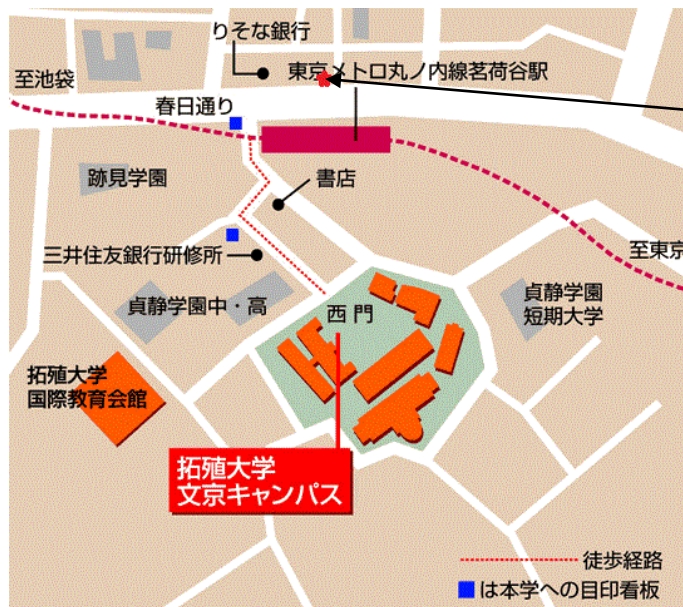 りそな銀行
東京メトロ丸ノ内線茗荷谷駅
至池袋
春日通り
跡見学園
書店
三井住友銀行研修所
至東京
貞静学園中・高
西門
貞静学園
短期大学
拓殖大学
国際教育会館
拓殖大学
文京キャンパス
徒歩経路
は本学への目印看板